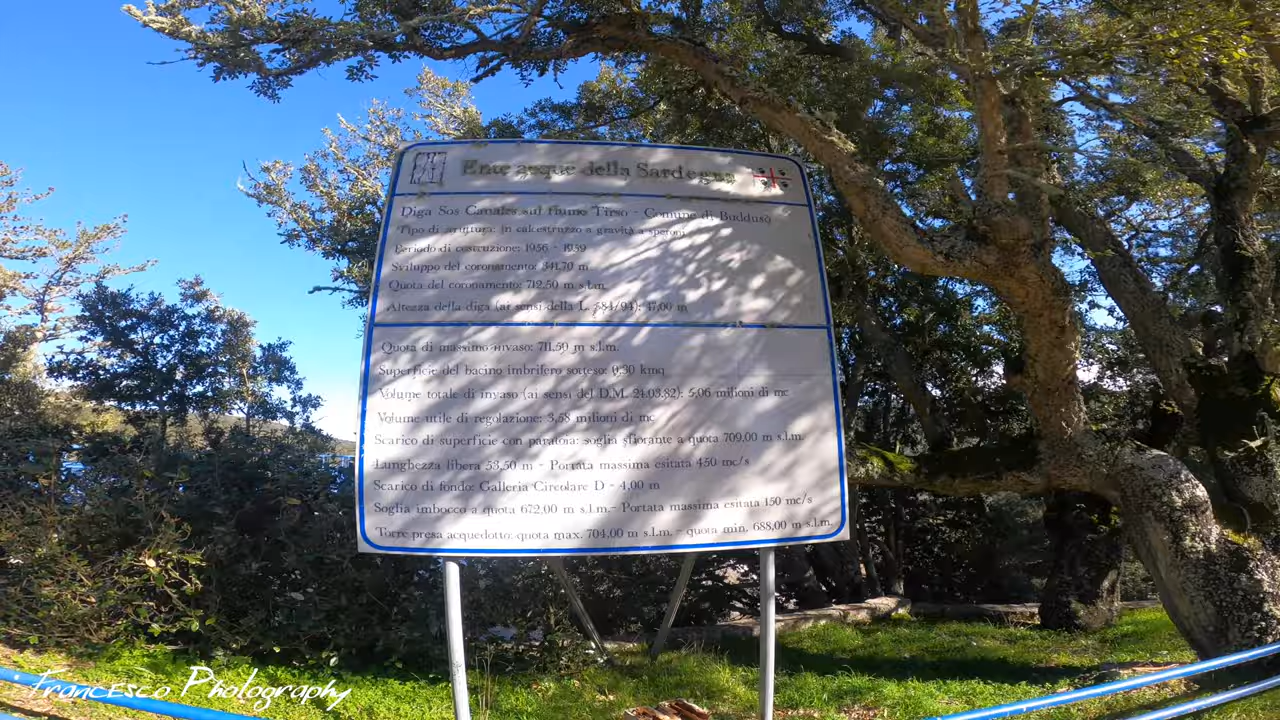 Ente acque della Sardegna
Diga Sos Canales sul fiume Tirso - Comune di Buddusò
Tipo di struttura: in calcestruzzo a gravità a speroni
Periodo di costruzione: 1956 - 1959
Sviluppo del coronamento: 341,70 m
Quota del coronamento: 712,50 m s.l.m.
Altezza della diga (ai sensi della L. 584/94): 47,00 m
Quota di massimo invaso: 711,50 m s.l.m.
Superficie del bacino imbrifero sotteso: 0,30 kmq
Volume totale di invaso (ai sensi del D.M. 24.03.82): 5,06 milioni di mc
Volume utile di regolazione: 3,58 milioni di mc
Scarico di superficie con paratoia: soglia sfiorante a quota 709,00 m s.l.m.
Lunghezza libera 53,50 m - Portata massima esitata 450 mc/s
Scarico di fondo: Galleria Circolare D - 4,00 m
Soglia imbocco a quota 672,00 m s.l.m.- Portata massima esitata 150 mc/s
Torre presa acquedotto: quota max. 704,00 m s.l.m. - quota min. 688,00 m s.l.m.
Francesco Photography